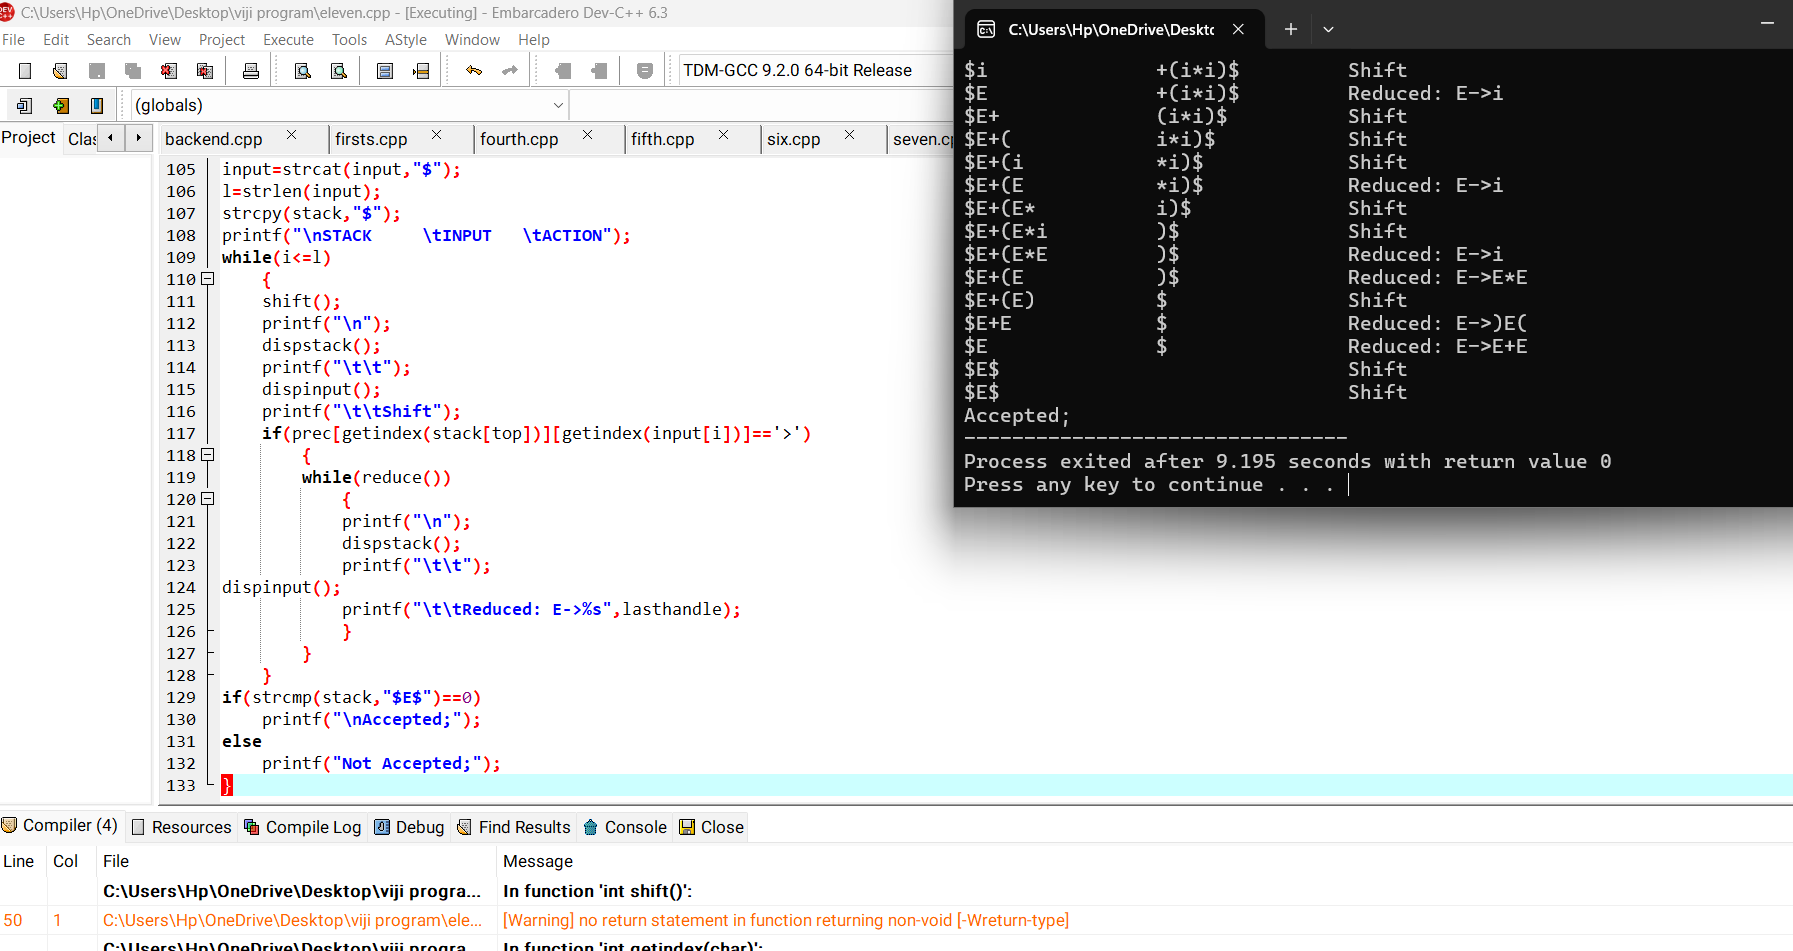 C:\Users\Hp\OneDrive\Desktop\viji program\eleven.cpp - [Executing] - Embarcadero Dev-C++ 6.3
File Edit Search View Project Execute Tools AStyle Window Help
TDM-GCC 9.2.0 64-bit Release
(globals)
Project Clas
backend.cpp firsts.cpp fourth.cpp fifth.cpp six.cpp seven.cp
105 input=strcat(input,"$");
106 l=strlen(input);
107 strcpy(stack,"$");
108 printf("\nSTACK     \tINPUT   \tACTION");
109 while(i<=l)
110     {
111     shift();
112     printf("\n");
113     dispstack();
114     printf("\t\t");
115     dispinput();
116     printf("\t\tShift");
117     if(prec[getindex(stack[top])][getindex(input[i])]=='>')
118         {
119         while(reduce())
120             {
121             printf("\n");
122             dispstack();
123             printf("\t\t");
124 dispinput();
125             printf("\t\tReduced: E->%s",lasthandle);
126             }
127         }
128     }
129 if(strcmp(stack,"$E$")==0)
130     printf("\nAccepted;");
131 else
132     printf("Not Accepted;");
133 }
C:\Users\Hp\OneDrive\Deskto
$i +(i*i)$ Shift
$E +(i*i)$ Reduced: E->i
$E+ (i*i)$ Shift
$E+( i*i)$ Shift
$E+(i *i)$ Shift
$E+(E *i)$ Reduced: E->i
$E+(E* i)$ Shift
$E+(E*i )$ Shift
$E+(E*E )$ Reduced: E->i
$E+(E )$ Reduced: E->E*E
$E+(E) $ Shift
$E+E $ Reduced: E->)E(
$E $ Reduced: E->E+E
$E$ Shift
$E$ Shift
Accepted;
--------------------------------
Process exited after 9.195 seconds with return value 0
Press any key to continue . . .
Compiler (4) Resources Compile Log Debug Find Results Console Close
Line Col File Message
C:\Users\Hp\OneDrive\Desktop\viji progra... In function 'int shift()':
50 1 C:\Users\Hp\OneDrive\Desktop\viji program\ele... [Warning] no return statement in function returning non-void [-Wreturn-type]
C:\Users\Hp\OneDrive\Desktop\viji progra... In function 'int getindex(char)':